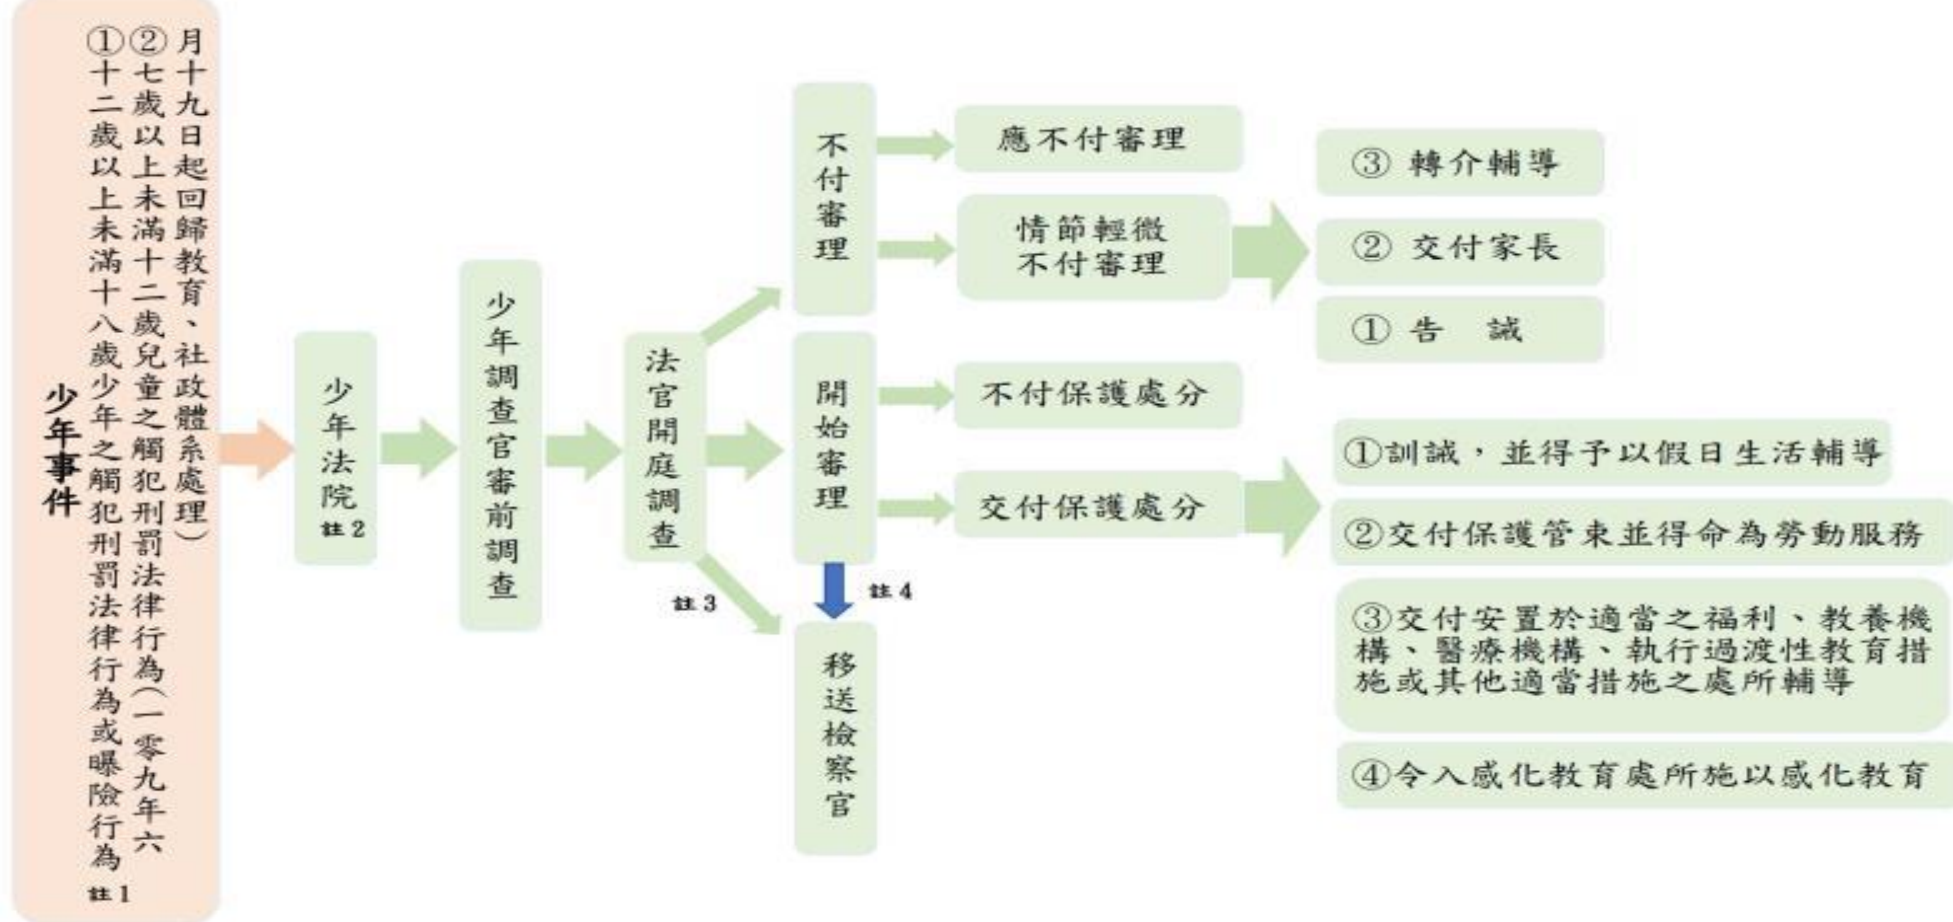 少年事件
①十二歲以上未滿十八歲少年之觸犯刑罰法律行為或曝險行為 註1
②七歲以上未滿十二歲兒童之觸犯刑罰法律行為(一零九年六
月十九日起回歸教育、社政體系處理)
少年法院
註2
少年調查官審前調查
法官開庭調查
註3
不付審理
應不付審理
情節輕微
不付審理
③ 轉介輔導
② 交付家長
① 告 誡
開始審理
註4
不付保護處分
交付保護處分
①訓誡，並得予以假日生活輔導
②交付保護管束並得命為勞動服務
③交付安置於適當之福利、教養機
構、醫療機構、執行過渡性教育措
施或其他適當措施之處所輔導
④令入感化教育處所施以感化教育
移送檢察官